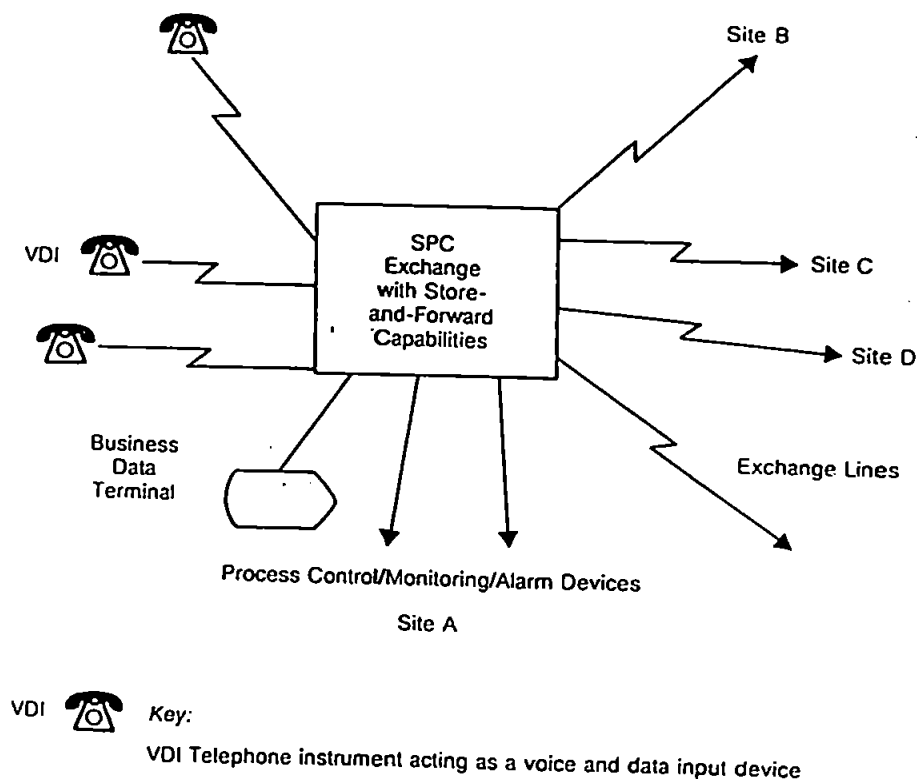 Site B
SPC
Exchange
with Store-
and-Forward
Capabilities
VDI
Site C
Site D
Business
Data
Terminal
Exchange Lines
Process Control/Monitoring/Alarm Devices
Site A
VDI
Key:
VDI Telephone instrument acting as a voice and data input device